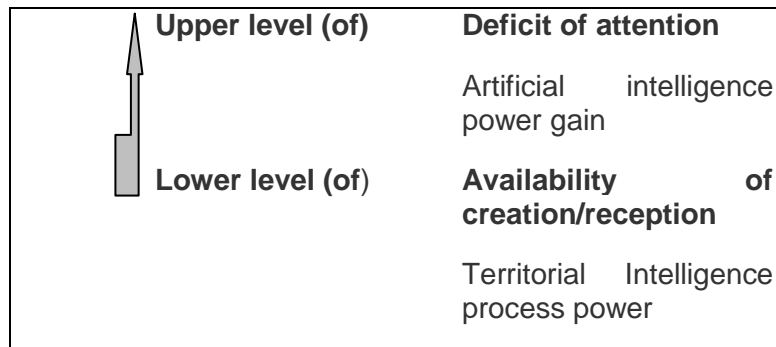 Upper level (of) Deficit of attention
Artificial intelligence
power gain
Lower level (of) Availability of
creation/reception
Territorial Intelligence
process power